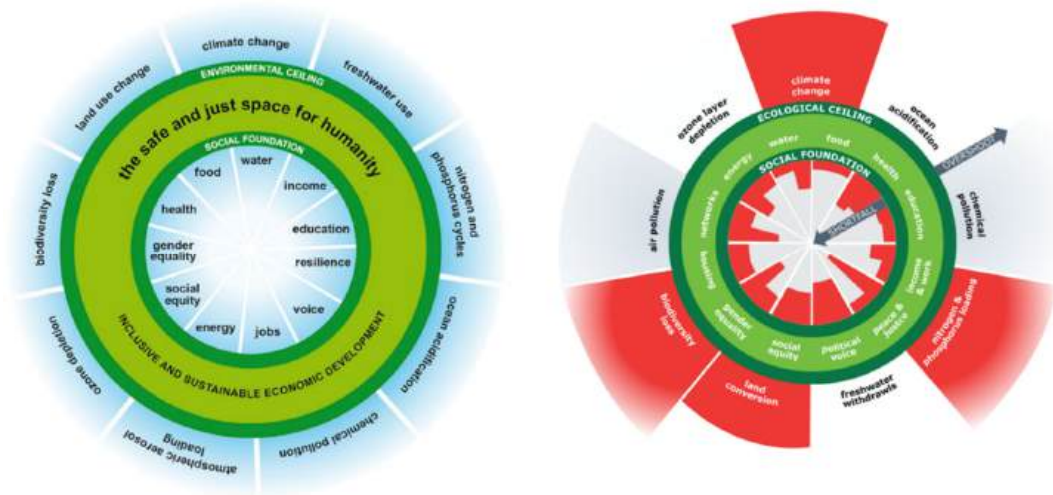 climate change
freshwater use
nitrogen and
phosphorus cycles
ocean acidification
chemical pollution
atmospheric aerosol
loading
ozone depletion
biodiversity loss
land use change
ENVIRONMENTAL CEILING
the safe and just space for humanity
SOCIAL FOUNDATION
water
income
education
resilience
voice
jobs
energy
social
equity
gender
equality
health
food
INCLUSIVE AND SUSTAINABLE ECONOMIC DEVELOPMENT
climate
change
ocean
acidification
chemical
pollution
nitrogen &
phosphorus loading
freshwater
withdrawls
land
conversion
biodiversity
loss
air pollution
ozone layer
depletion
ECOLOGICAL CEILING
OVERSHOOT
water
food
health
education
income
& work
peace &
justice
political
voice
social
equity
gender
equality
housing
networks
energy
SOCIAL FOUNDATION
SHORTFALL